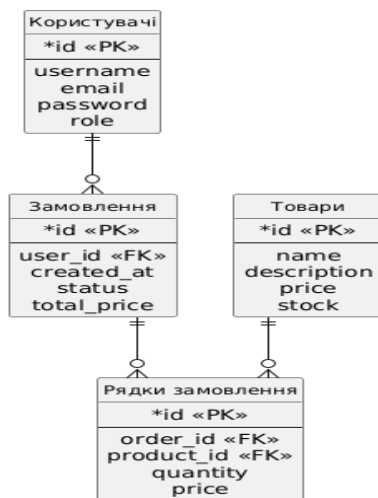 Користувачі
*id «PK»
username
email
password
role
Замовлення
*id «PK»
user_id «FK»
created_at
status
total_price
Товари
*id «PK»
name
description
price
stock
Рядки замовлення
*id «PK»
order_id «FK»
product_id «FK»
quantity
price